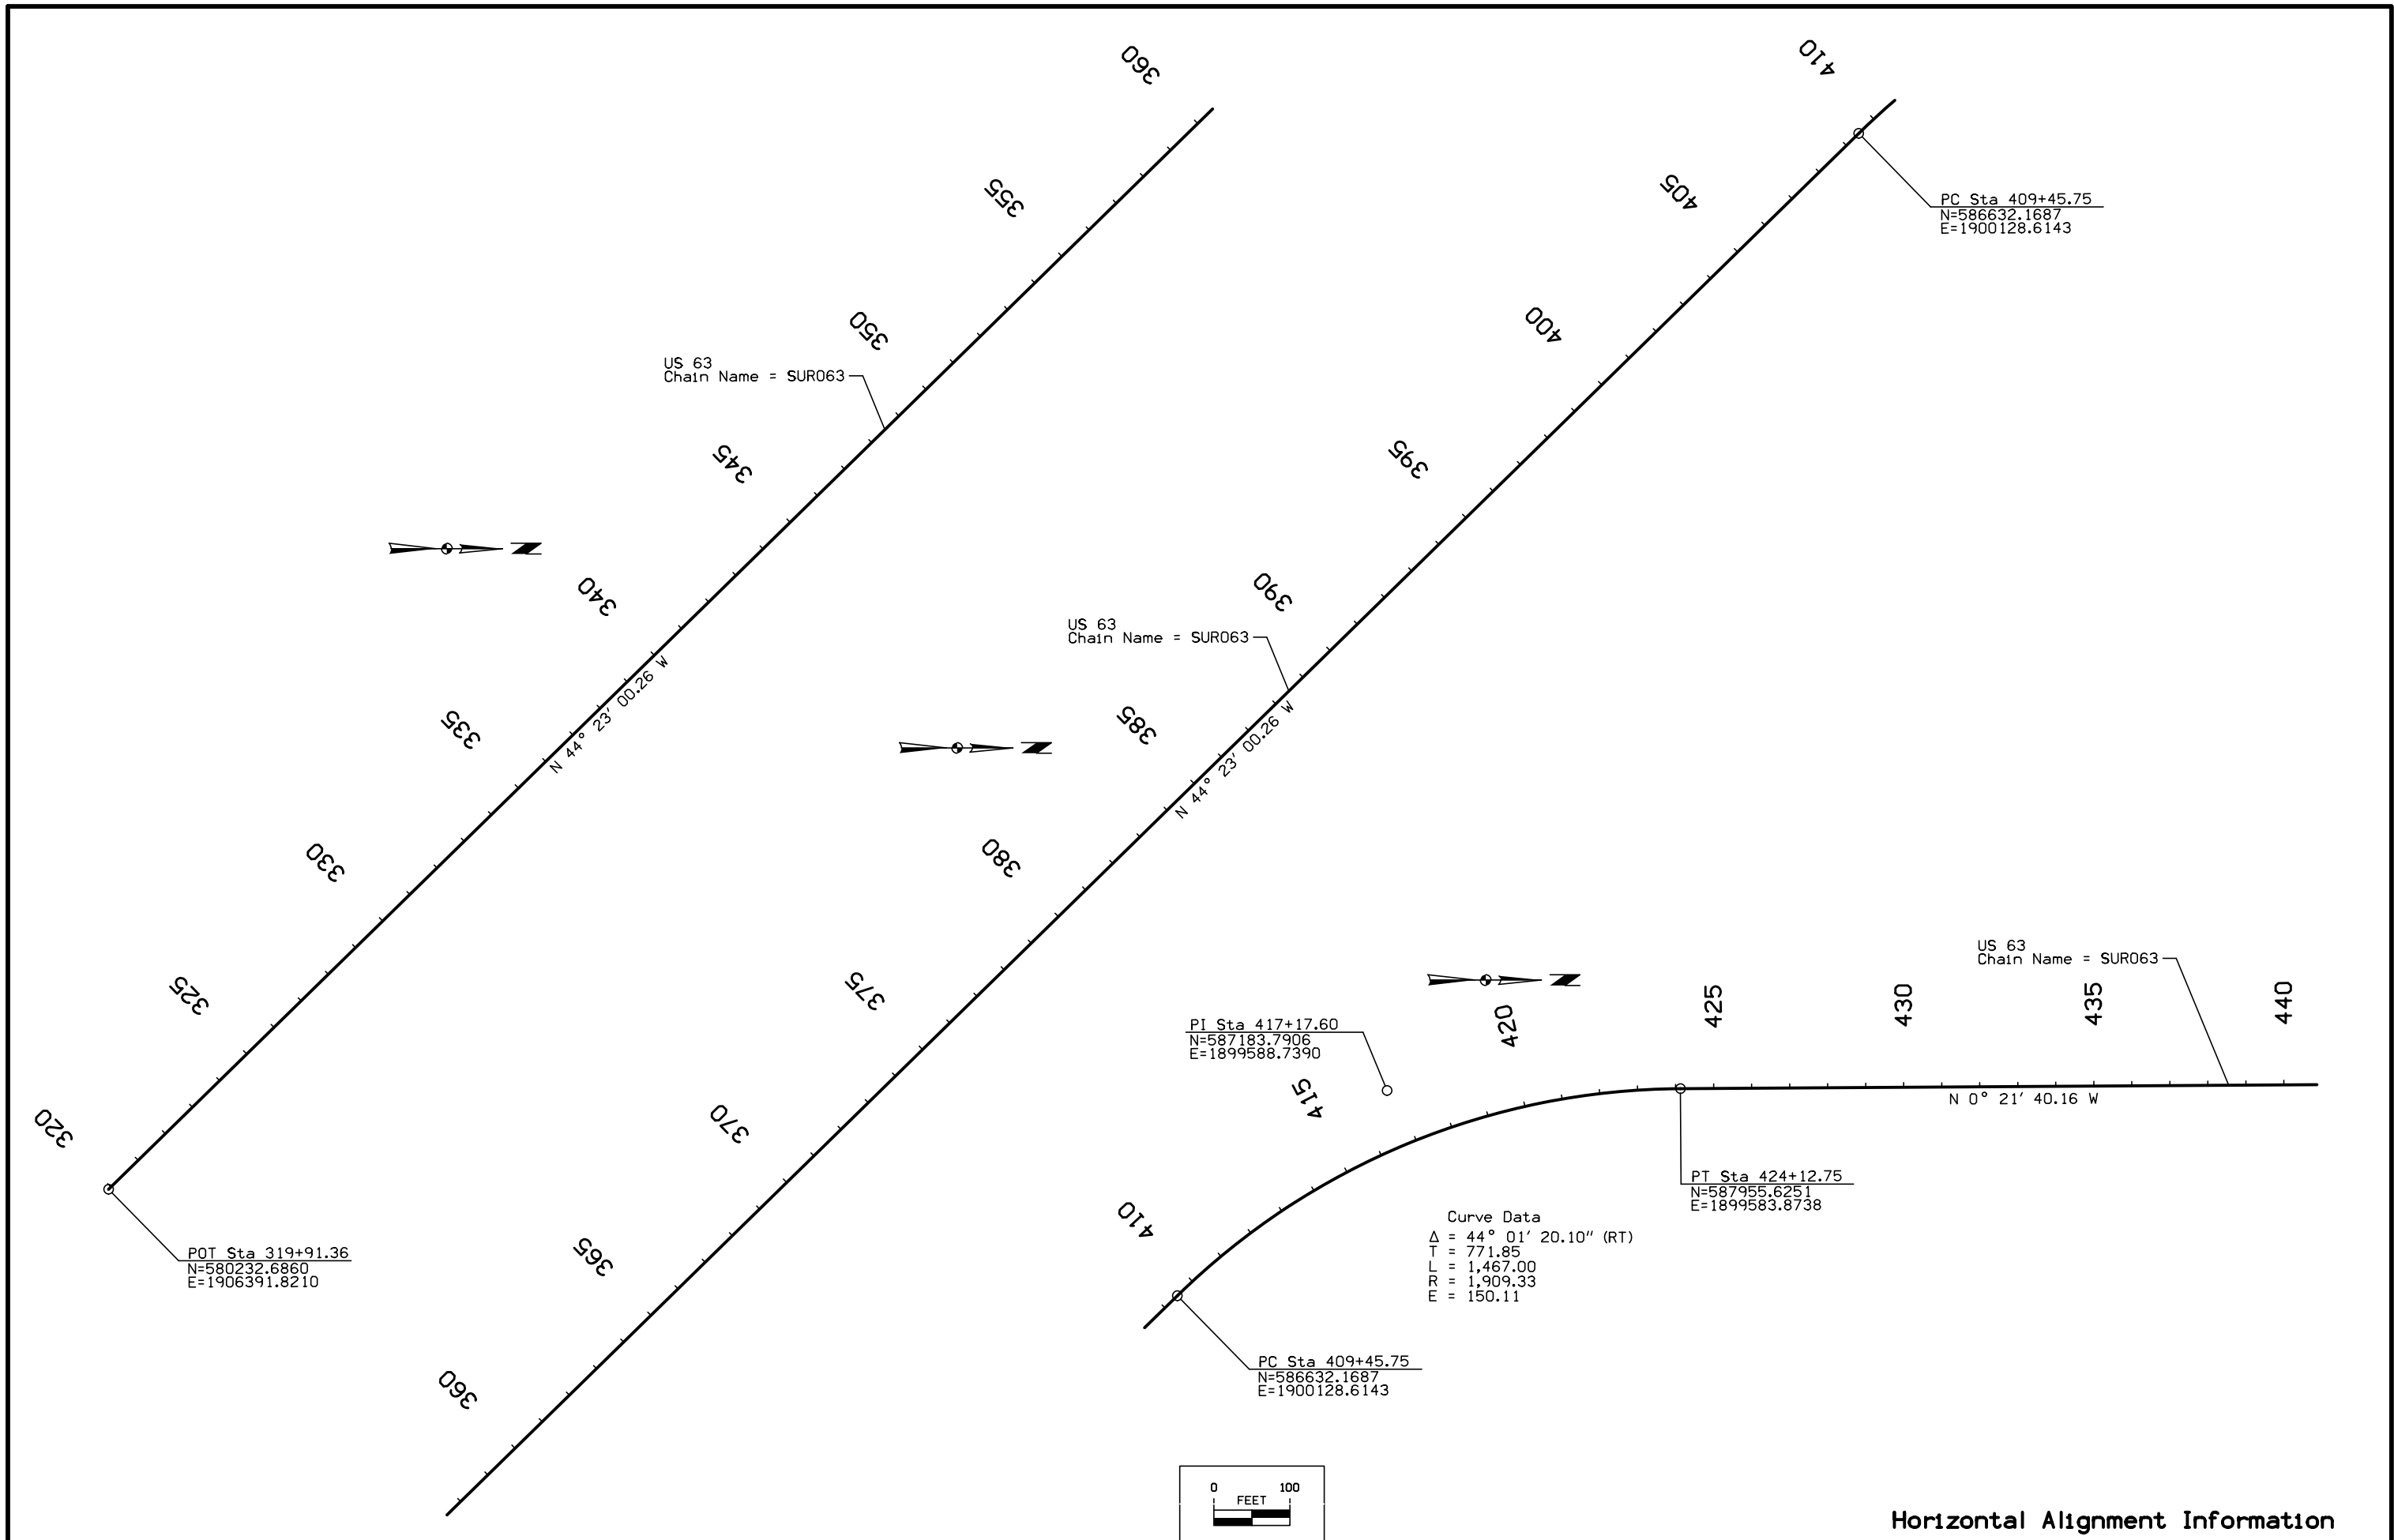 360
355
350
US 63
Chain Name = SUR063
345
340
335
N 44° 23′ 00.26 W
330
325
320
POT Sta 319+91.36
N=580232.6860
E=1906391.8210
410
PC Sta 409+45.75
N=586632.1687
E=1900128.6143
405
400
395
390
US 63
Chain Name = SUR063
385
N 44° 23′ 00.26 W
380
375
370
365
360
US 63
Chain Name = SUR063
PI Sta 417+17.60
N=587183.7906
E=1899588.7390
410
415
420
425
430
435
440
N 0° 21′ 40.16 W
PT Sta 424+12.75
N=587955.6251
E=1899583.8738
Curve Data
Δ = 44° 01′ 20.10″ (RT)
T = 771.85
L = 1,467.00
R = 1,909.33
E = 150.11
PC Sta 409+45.75
N=586632.1687
E=1900128.6143
0 100
FEET
Horizontal Alignment Information
N
N
N